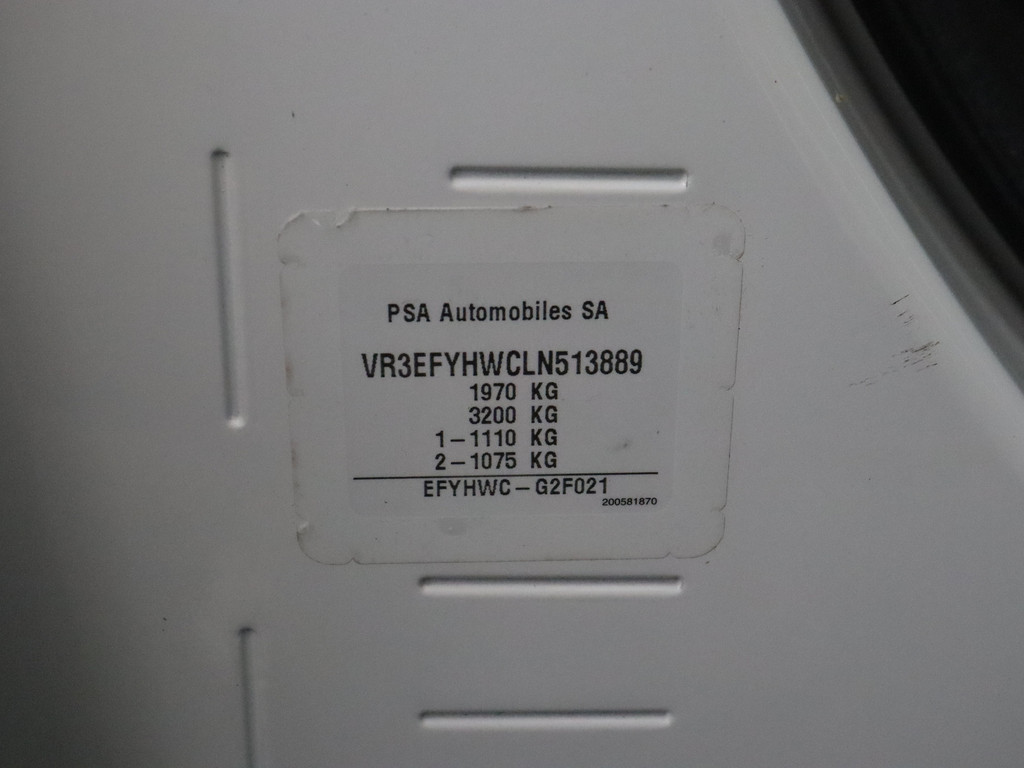 PSA Automobiles SA
VR3EFYHWCLN513889
1970 KG
3200 KG
1-1110 KG
2-1075 KG
EFYHWC-G2F021
200581870